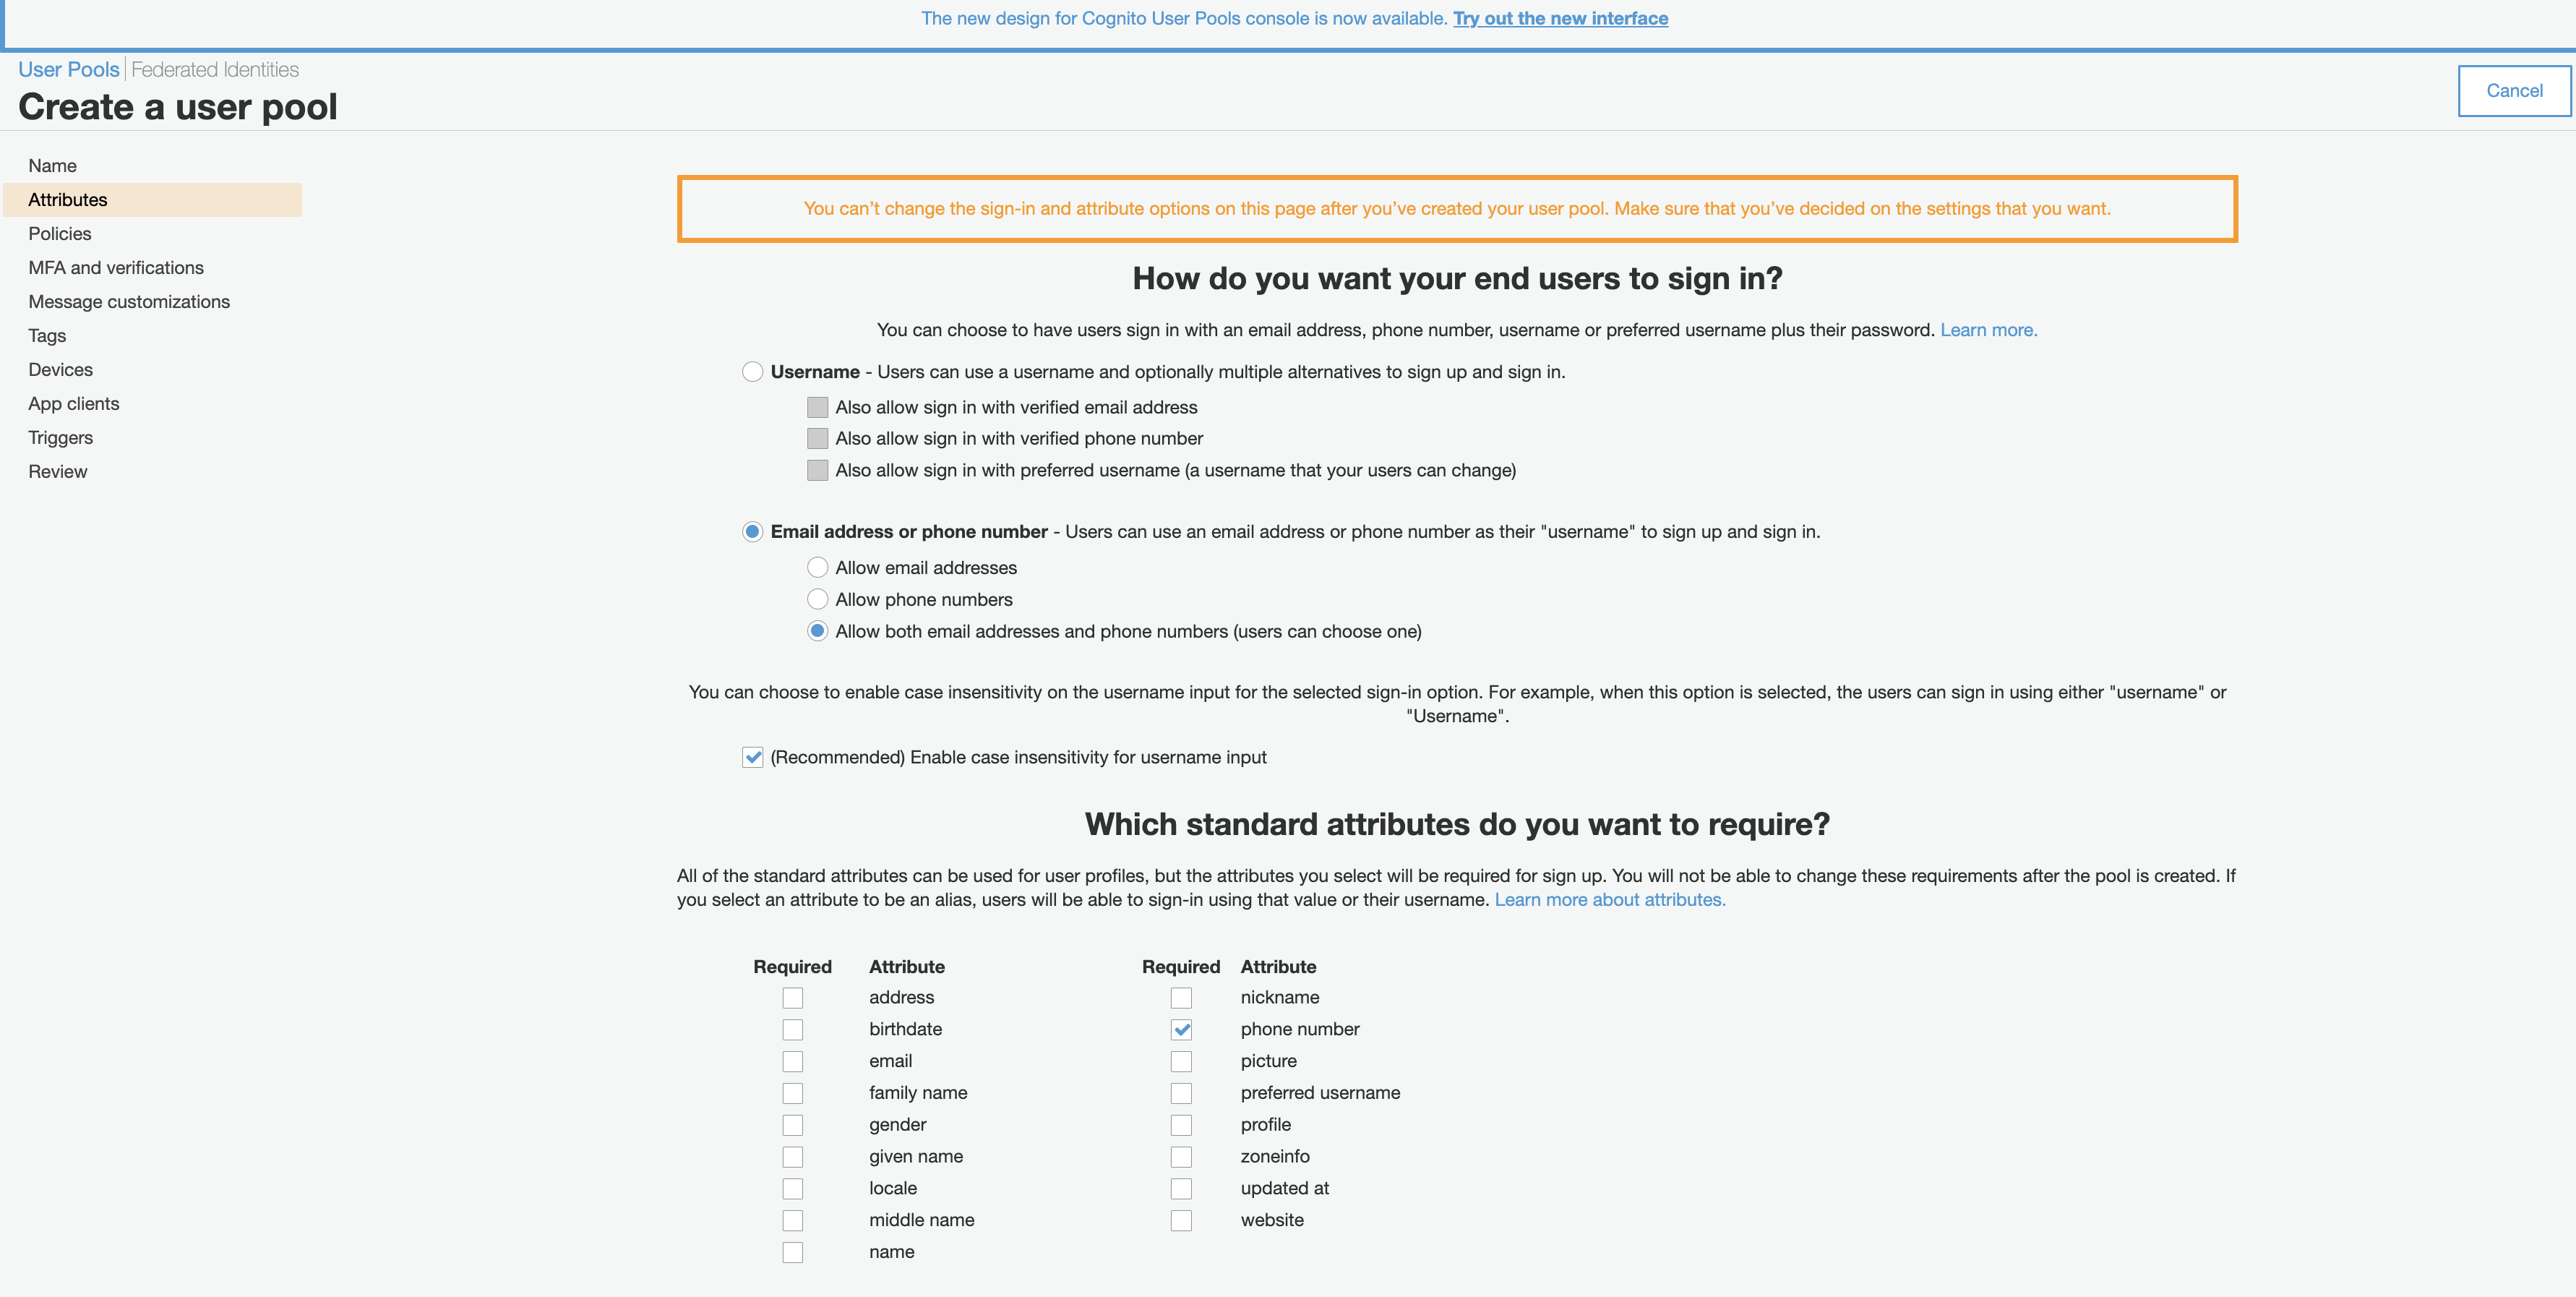 The new design for Cognito User Pools console is now available. Try out the new interface
User Pools Federated Identities
Create a user pool
Cancel
Name
Attributes
Policies
MFA and verifications
Message customizations
Tags
Devices
App clients
Triggers
Review
You can’t change the sign-in and attribute options on this page after you’ve created your user pool. Make sure that you’ve decided on the settings that you want.
How do you want your end users to sign in?
You can choose to have users sign in with an email address, phone number, username or preferred username plus their password. Learn more.
Username - Users can use a username and optionally multiple alternatives to sign up and sign in.
Also allow sign in with verified email address
Also allow sign in with verified phone number
Also allow sign in with preferred username (a username that your users can change)
Email address or phone number - Users can use an email address or phone number as their "username" to sign up and sign in.
Allow email addresses
Allow phone numbers
Allow both email addresses and phone numbers (users can choose one)
You can choose to enable case insensitivity on the username input for the selected sign-in option. For example, when this option is selected, the users can sign in using either "username" or
"Username".
(Recommended) Enable case insensitivity for username input
Which standard attributes do you want to require?
All of the standard attributes can be used for user profiles, but the attributes you select will be required for sign up. You will not be able to change these requirements after the pool is created. If
you select an attribute to be an alias, users will be able to sign-in using that value or their username. Learn more about attributes.
Required Attribute Required Attribute
address nickname
birthdate phone number
email picture
family name preferred username
gender profile
given name zoneinfo
locale updated at
middle name website
name